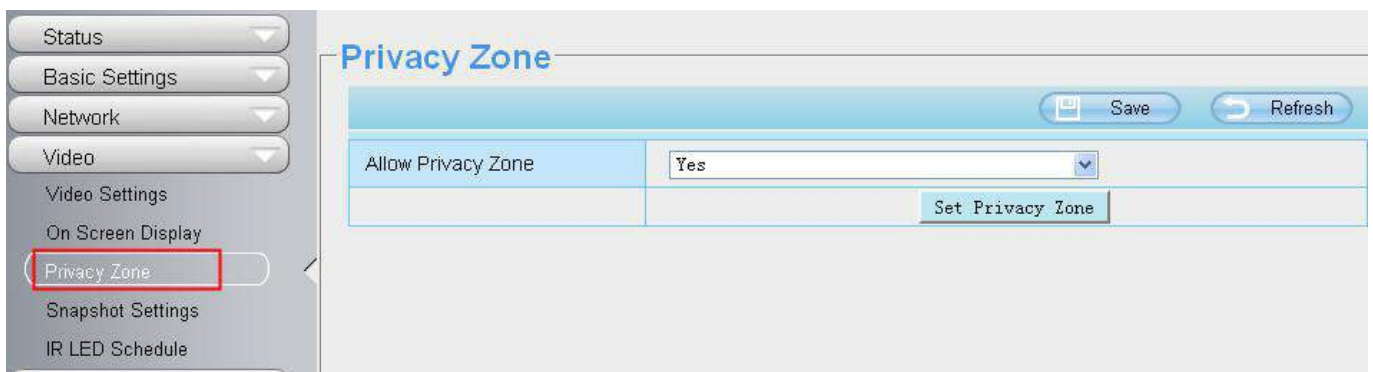 Status
Basic Settings
Network
Video
Video Settings
On Screen Display
Privacy Zone
Snapshot Settings
IR LED Schedule
Privacy Zone
Save Refresh
Allow Privacy Zone Yes
Set Privacy Zone